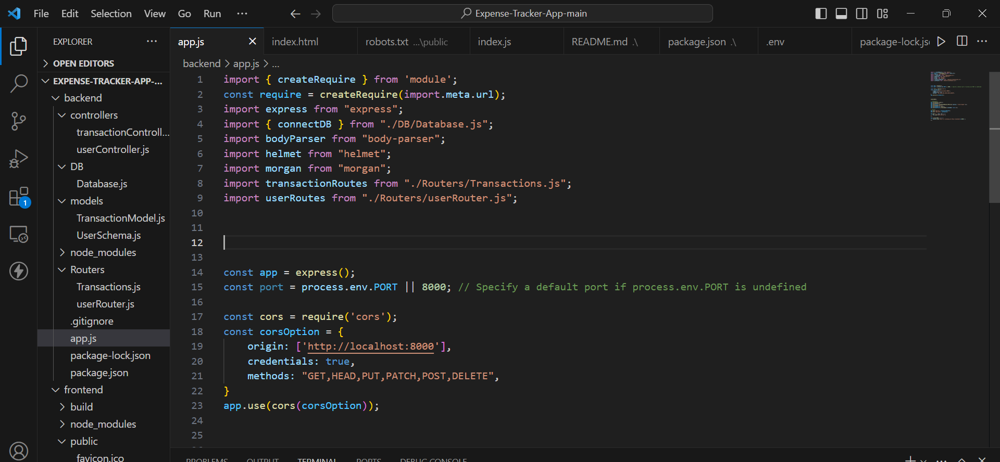 File Edit Selection View Go Run ··· Expense-Tracker-App-main
EXPLORER ···
OPEN EDITORS
EXPENSE-TRACKER-APP-...
backend
controllers
transactionControll...
userController.js
DB
Database.js
models
TransactionModel.js
UserSchema.js
node_modules
Routers
Transactions.js
userRouter.js
.gitignore
app.js
package-lock.json
package.json
frontend
build
node_modules
public
favicon.ico
1
app.js index.html robots.txt ...\public index.js README.md .\ package.json .\ .env package-lock.jso
backend > app.js > ...
1 import { createRequire } from 'module';
2 const require = createRequire(import.meta.url);
3 import express from "express";
4 import { connectDB } from "./DB/Database.js";
5 import bodyParser from "body-parser";
6 import helmet from "helmet";
7 import morgan from "morgan";
8 import transactionRoutes from "./Routers/Transactions.js";
9 import userRoutes from "./Routers/userRouter.js";
10
11
12
13
14 const app = express();
15 const port = process.env.PORT || 8000; // Specify a default port if process.env.PORT is undefined
16
17 const cors = require('cors');
18 const corsOption = {
19     origin: ['http://localhost:8000'],
20     credentials: true,
21     methods: "GET,HEAD,PUT,PATCH,POST,DELETE",
22 }
23 app.use(cors(corsOption));
24
25
PROBLEMS OUTPUT TERMINAL PORTS DEBUG CONSOLE